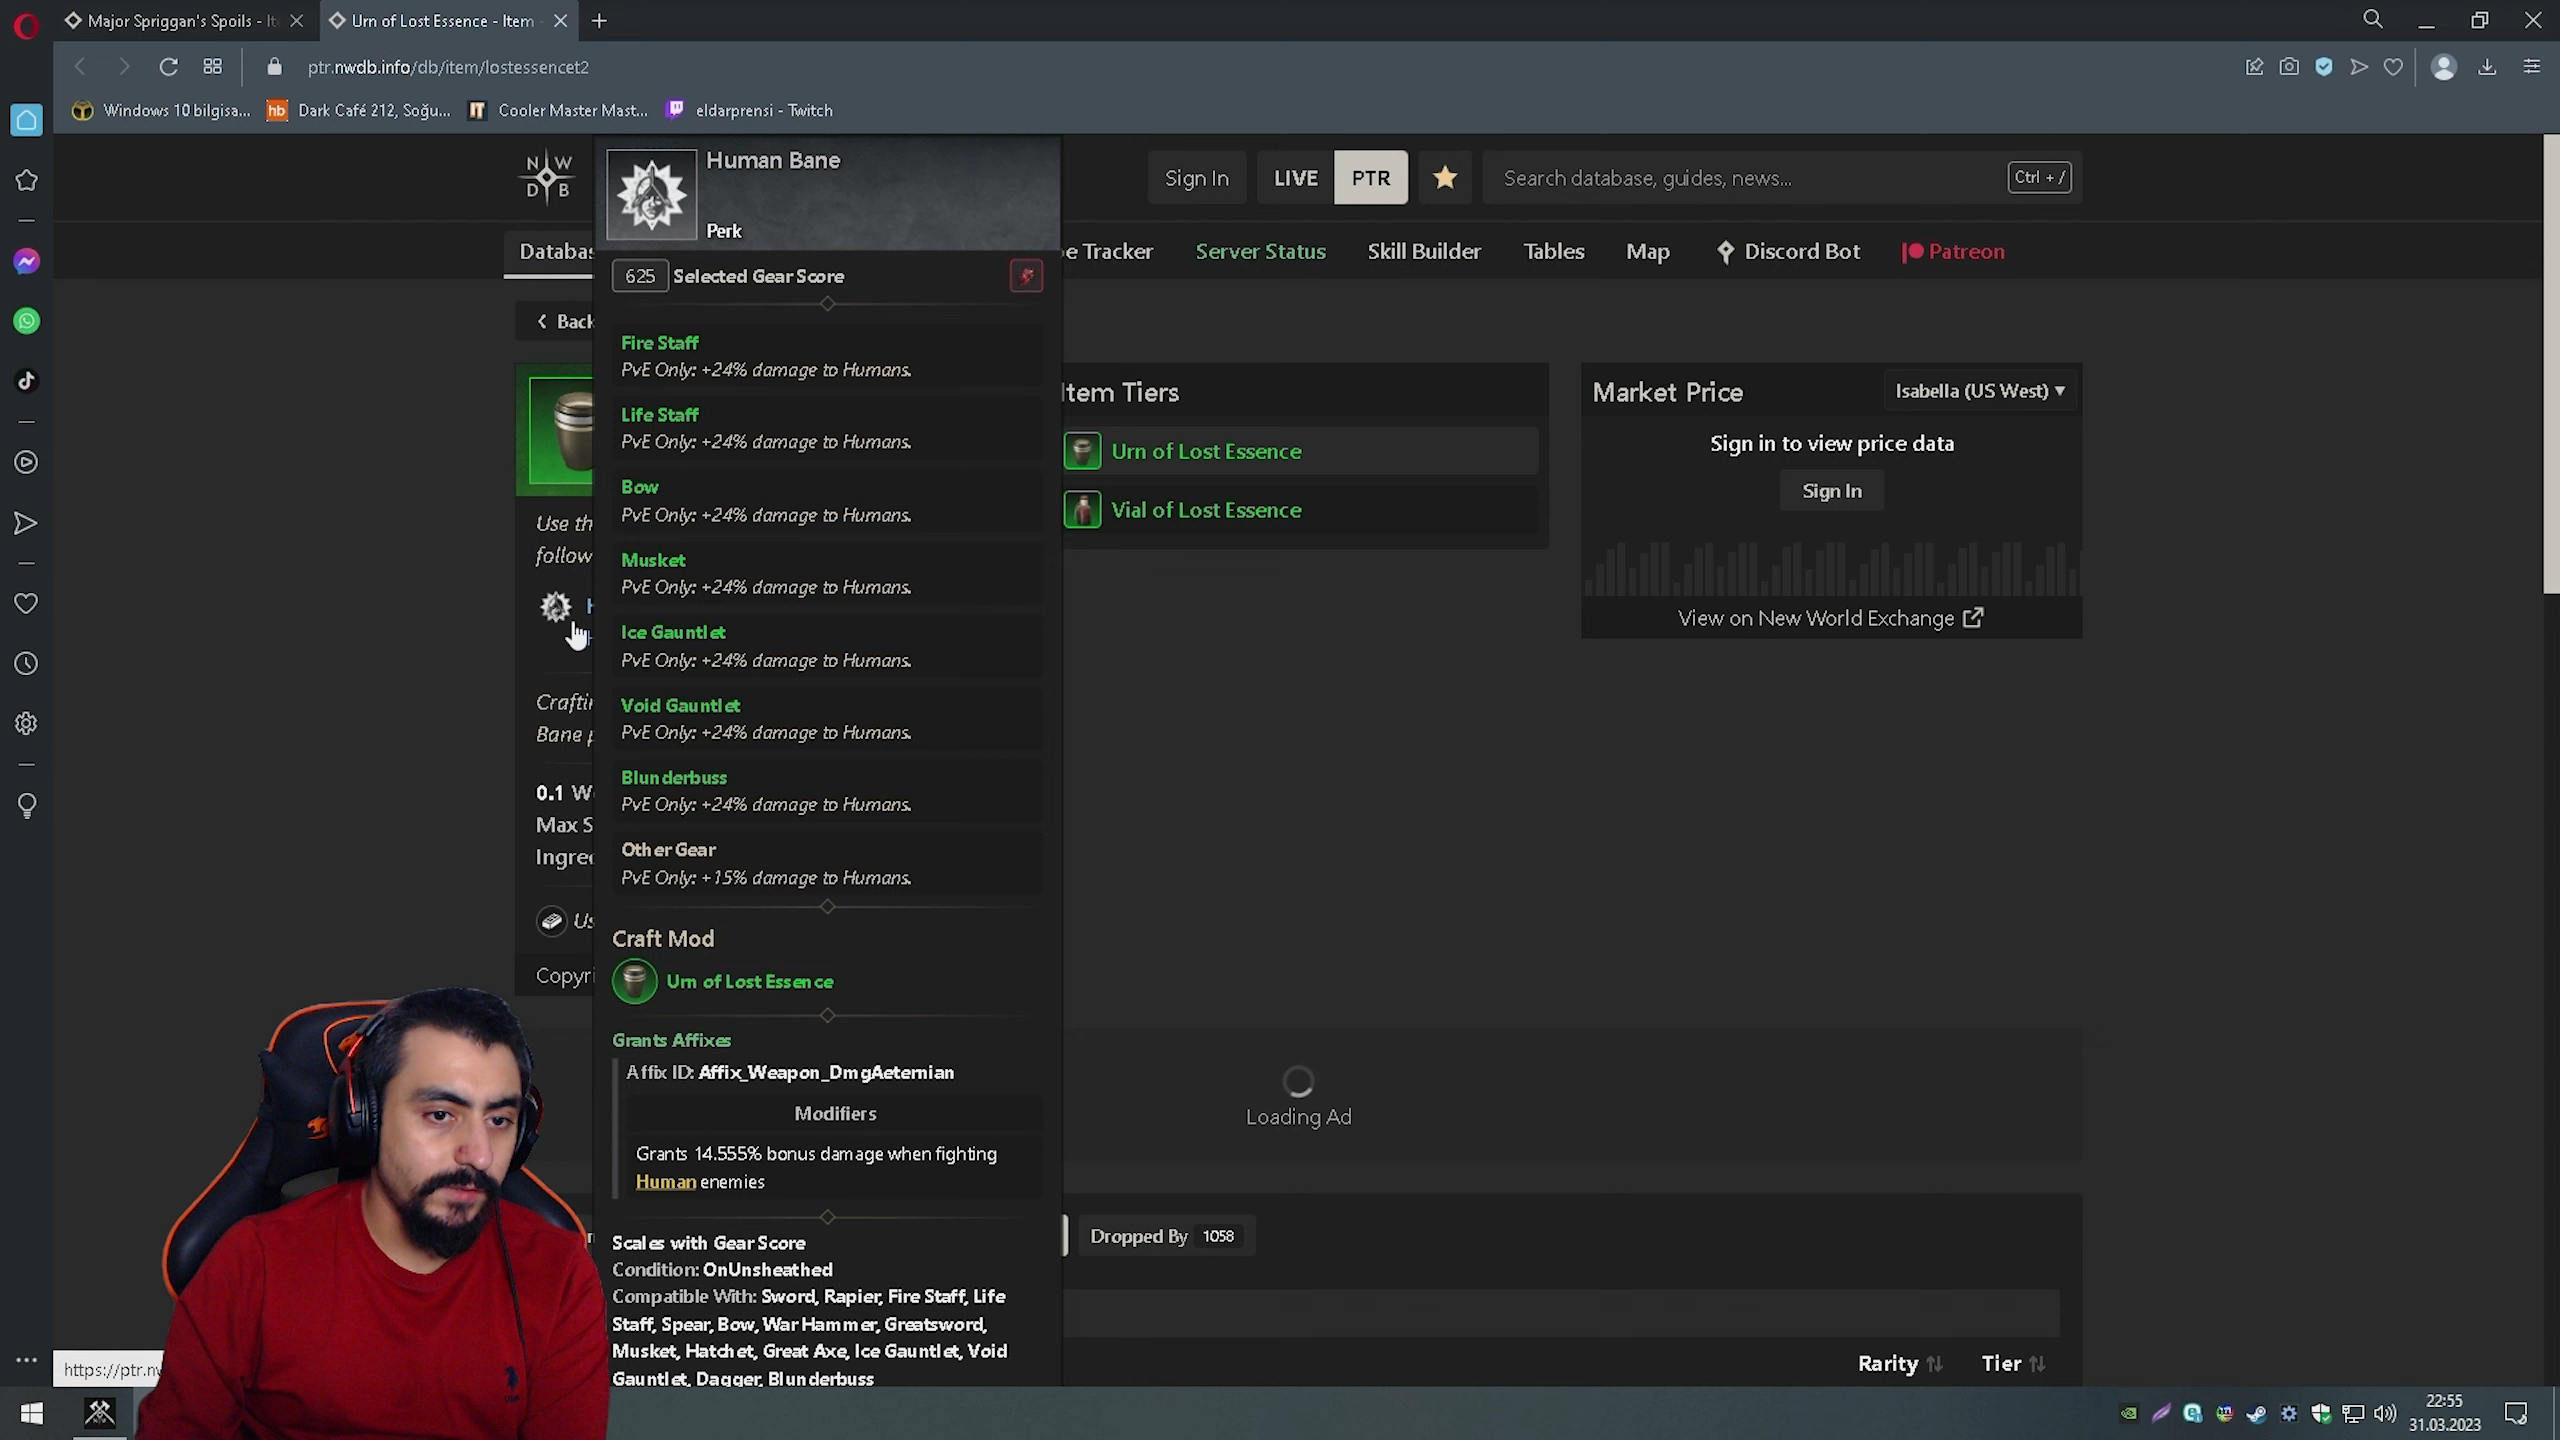 Major Spriggan's Spoils - It
Urn of Lost Essence - Item
ptr.nwdb.info/db/item/lostessencet2
Windows 10 bilgisa...
hb
Dark Café 212, Soğu...
IT
Cooler Master Mast...
eldarprensi - Twitch
N W
D B
Human Bane
Perk
Sign In
LIVE
PTR
Search database, guides, news...
Ctrl + /
Databas
e Tracker
Server Status
Skill Builder
Tables
Map
Discord Bot
Patreon
625 Selected Gear Score
Back
Fire Staff
PvE Only: +24% damage to Humans.
Life Staff
PvE Only: +24% damage to Humans.
Bow
PvE Only: +24% damage to Humans.
Musket
PvE Only: +24% damage to Humans.
Ice Gauntlet
PvE Only: +24% damage to Humans.
Void Gauntlet
PvE Only: +24% damage to Humans.
Blunderbuss
PvE Only: +24% damage to Humans.
Other Gear
PvE Only: +15% damage to Humans.
Craft Mod
Urn of Lost Essence
Grants Affixes
Affix ID: Affix_Weapon_DmgAeternian
Modifiers
Grants 14.555% bonus damage when fighting
Human enemies
Scales with Gear Score
Condition: OnUnsheathed
Compatible With: Sword, Rapier, Fire Staff, Life
Staff, Spear, Bow, War Hammer, Greatsword,
Musket, Hatchet, Great Axe, Ice Gauntlet, Void
Gauntlet, Dagger, Blunderbuss
Use th
follow
H
Craftin
Bane p
0.1 We
Max S
Ingred
Us
Copyri
Item Tiers
Urn of Lost Essence
Vial of Lost Essence
Market Price
Isabella (US West)
Sign in to view price data
Sign In
View on New World Exchange
Loading Ad
Dropped By 1058
Rarity
Tier
https://ptr.nw
22:55
31.03.2023